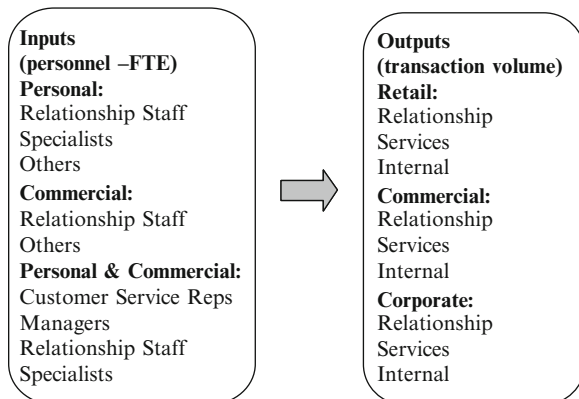 Inputs
(personnel –FTE)
Personal:
Relationship Staff
Specialists
Others
Commercial:
Relationship Staff
Others
Personal & Commercial:
Customer Service Reps
Managers
Relationship Staff
Specialists
Outputs
(transaction volume)
Retail:
Relationship
Services
Internal
Commercial:
Relationship
Services
Internal
Corporate:
Relationship
Services
Internal